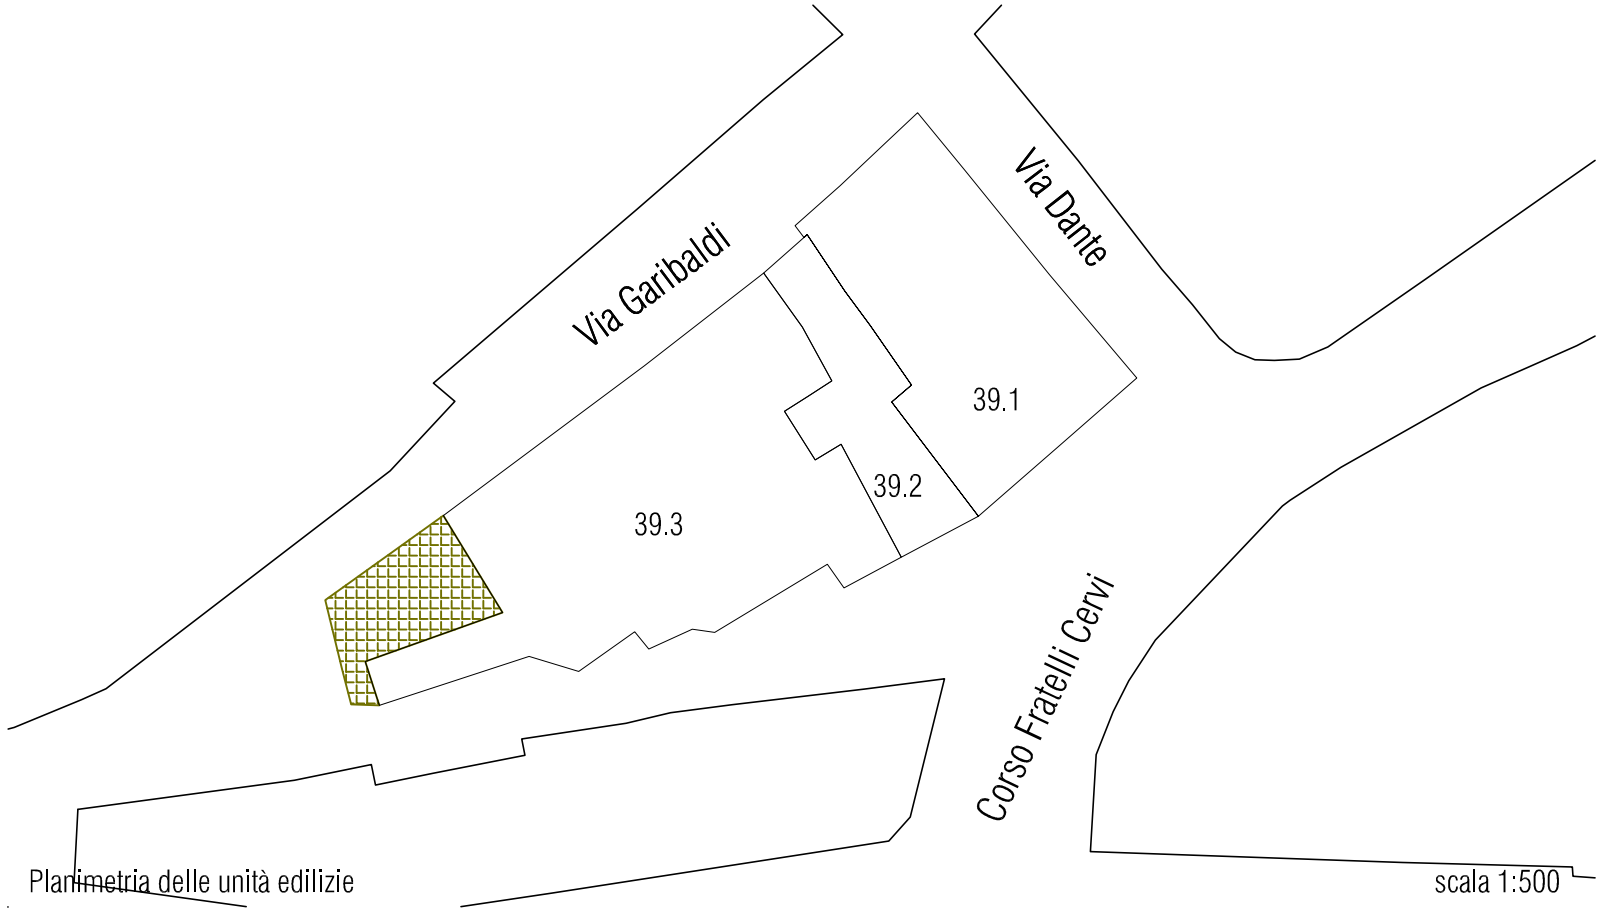 Via Dante
Via Garibaldi
39.1
39.2
39.3
Corso Fratelli Cervi
Planimetria delle unità edilizie
scala 1:500